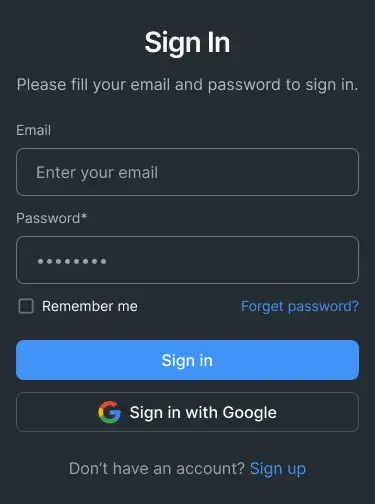 Sign In
Please fill your email and password to sign in.
Email
Enter your email
Password*
••••••••
Remember me
Forget password?
Sign in
Sign in with Google
Don’t have an account? Sign up